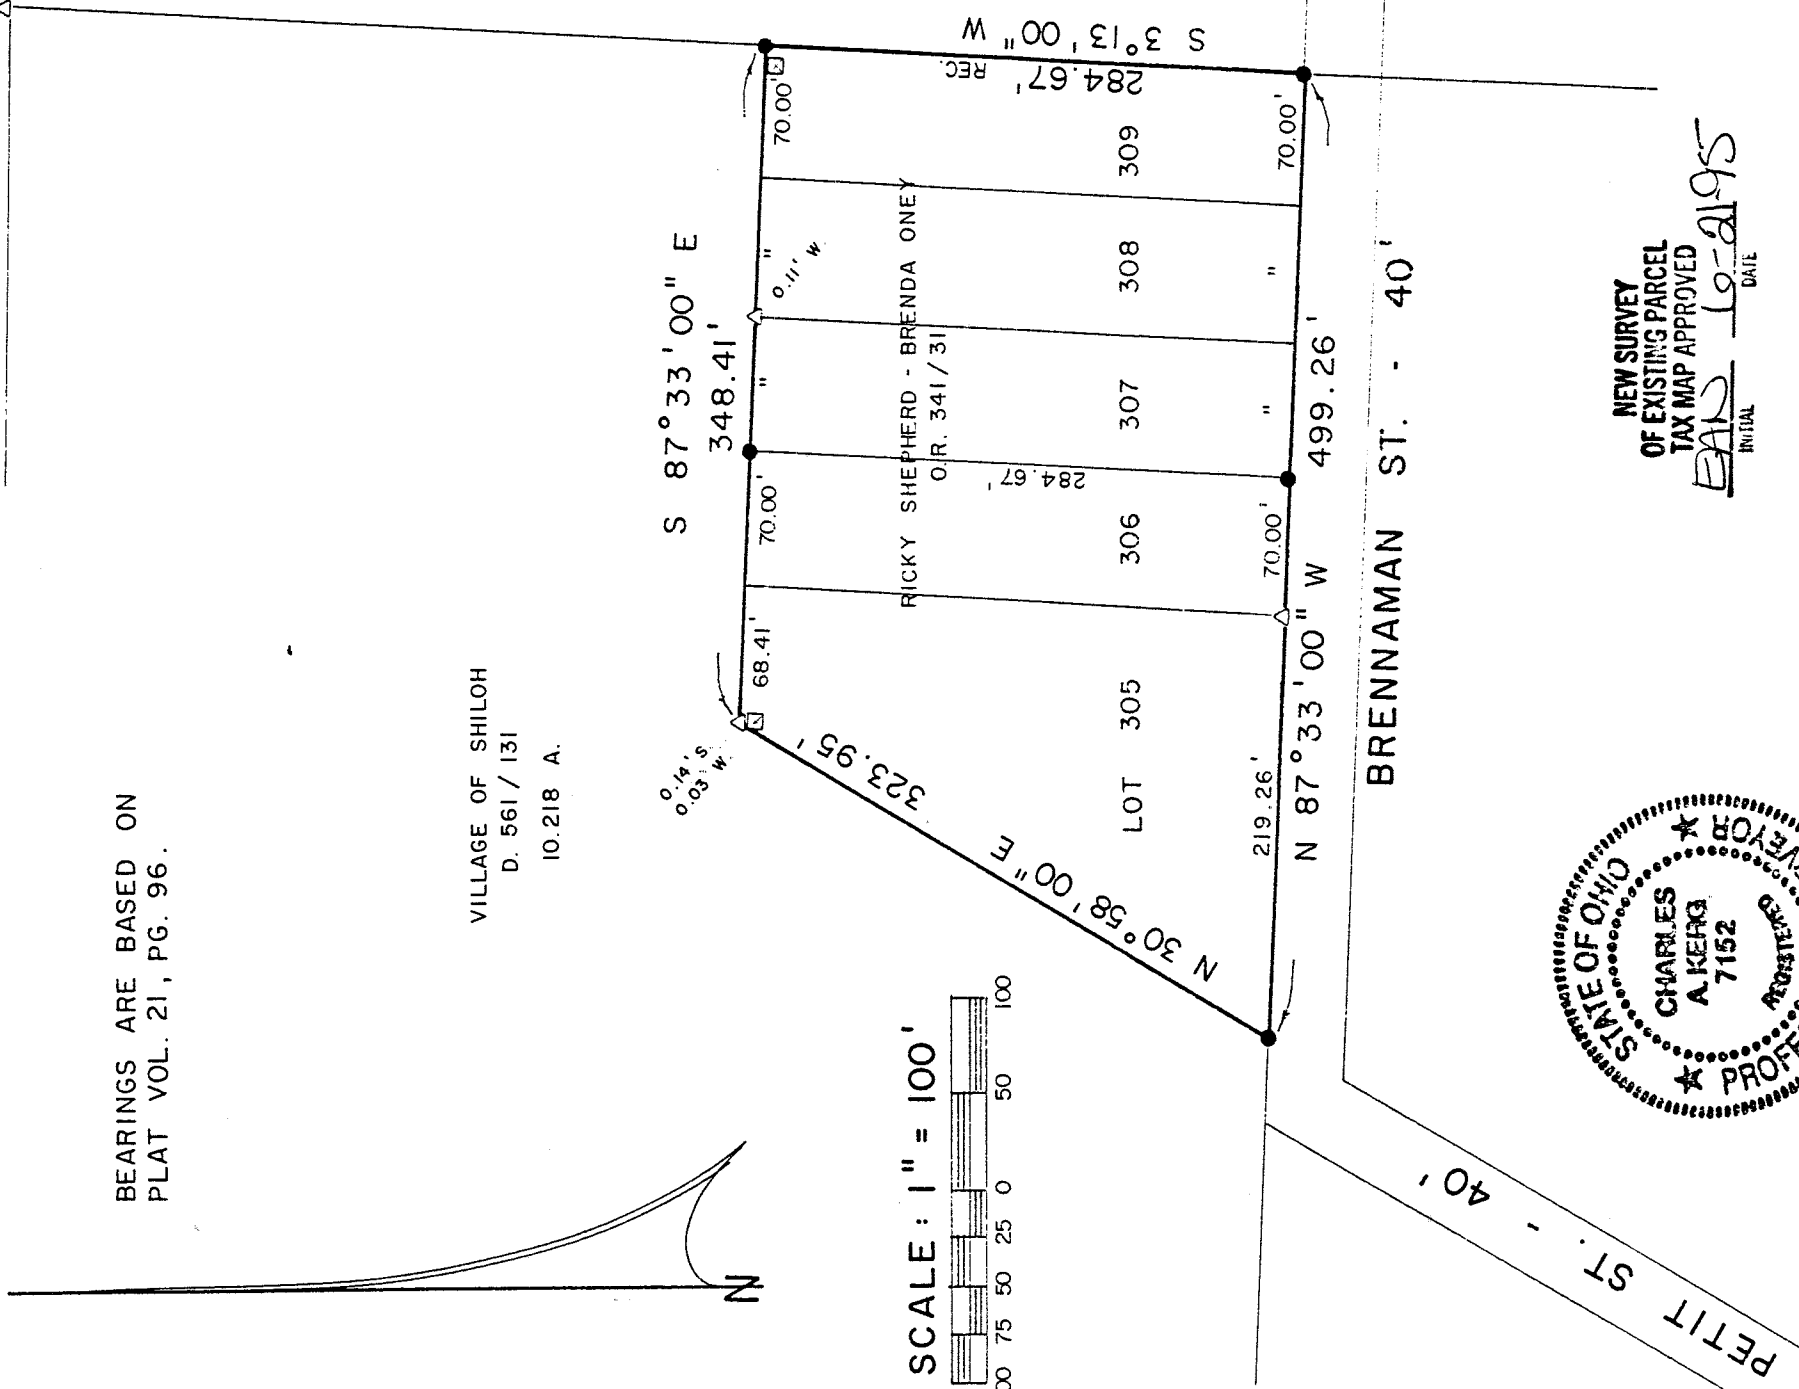 BEARINGS ARE BASED ON
PLAT VOL. 21, PG. 96.
VILLAGE OF SHILOH
D. 561 / 131
10.218 A.
0.14' S.
0.03' W.
S 87°33'00" E
348.41'
68.41'
70.00'
"
"
70.00'
0.11' W.
S 3°13'00" W
284.67'
REC.
RICKY SHEPHERD - BRENDA ONEY
O.R. 341/31
284.67'
323.95'
N 30°58'00" E
LOT 305
306
307
308
309
219.26'
70.00'
"
"
70.00'
N 87°33'00" W 499.26'
BRENNAMAN ST. - 40'
PETIT ST. - 40'
N
SCALE : 1" = 100'
75 50 25 0 50 100
NEW SURVEY
OF EXISTING PARCEL
TAX MAP APPROVED
6-21-95
INITIAL DATE
STATE OF OHIO
CHARLES
A. KERG
7152
REGISTERED